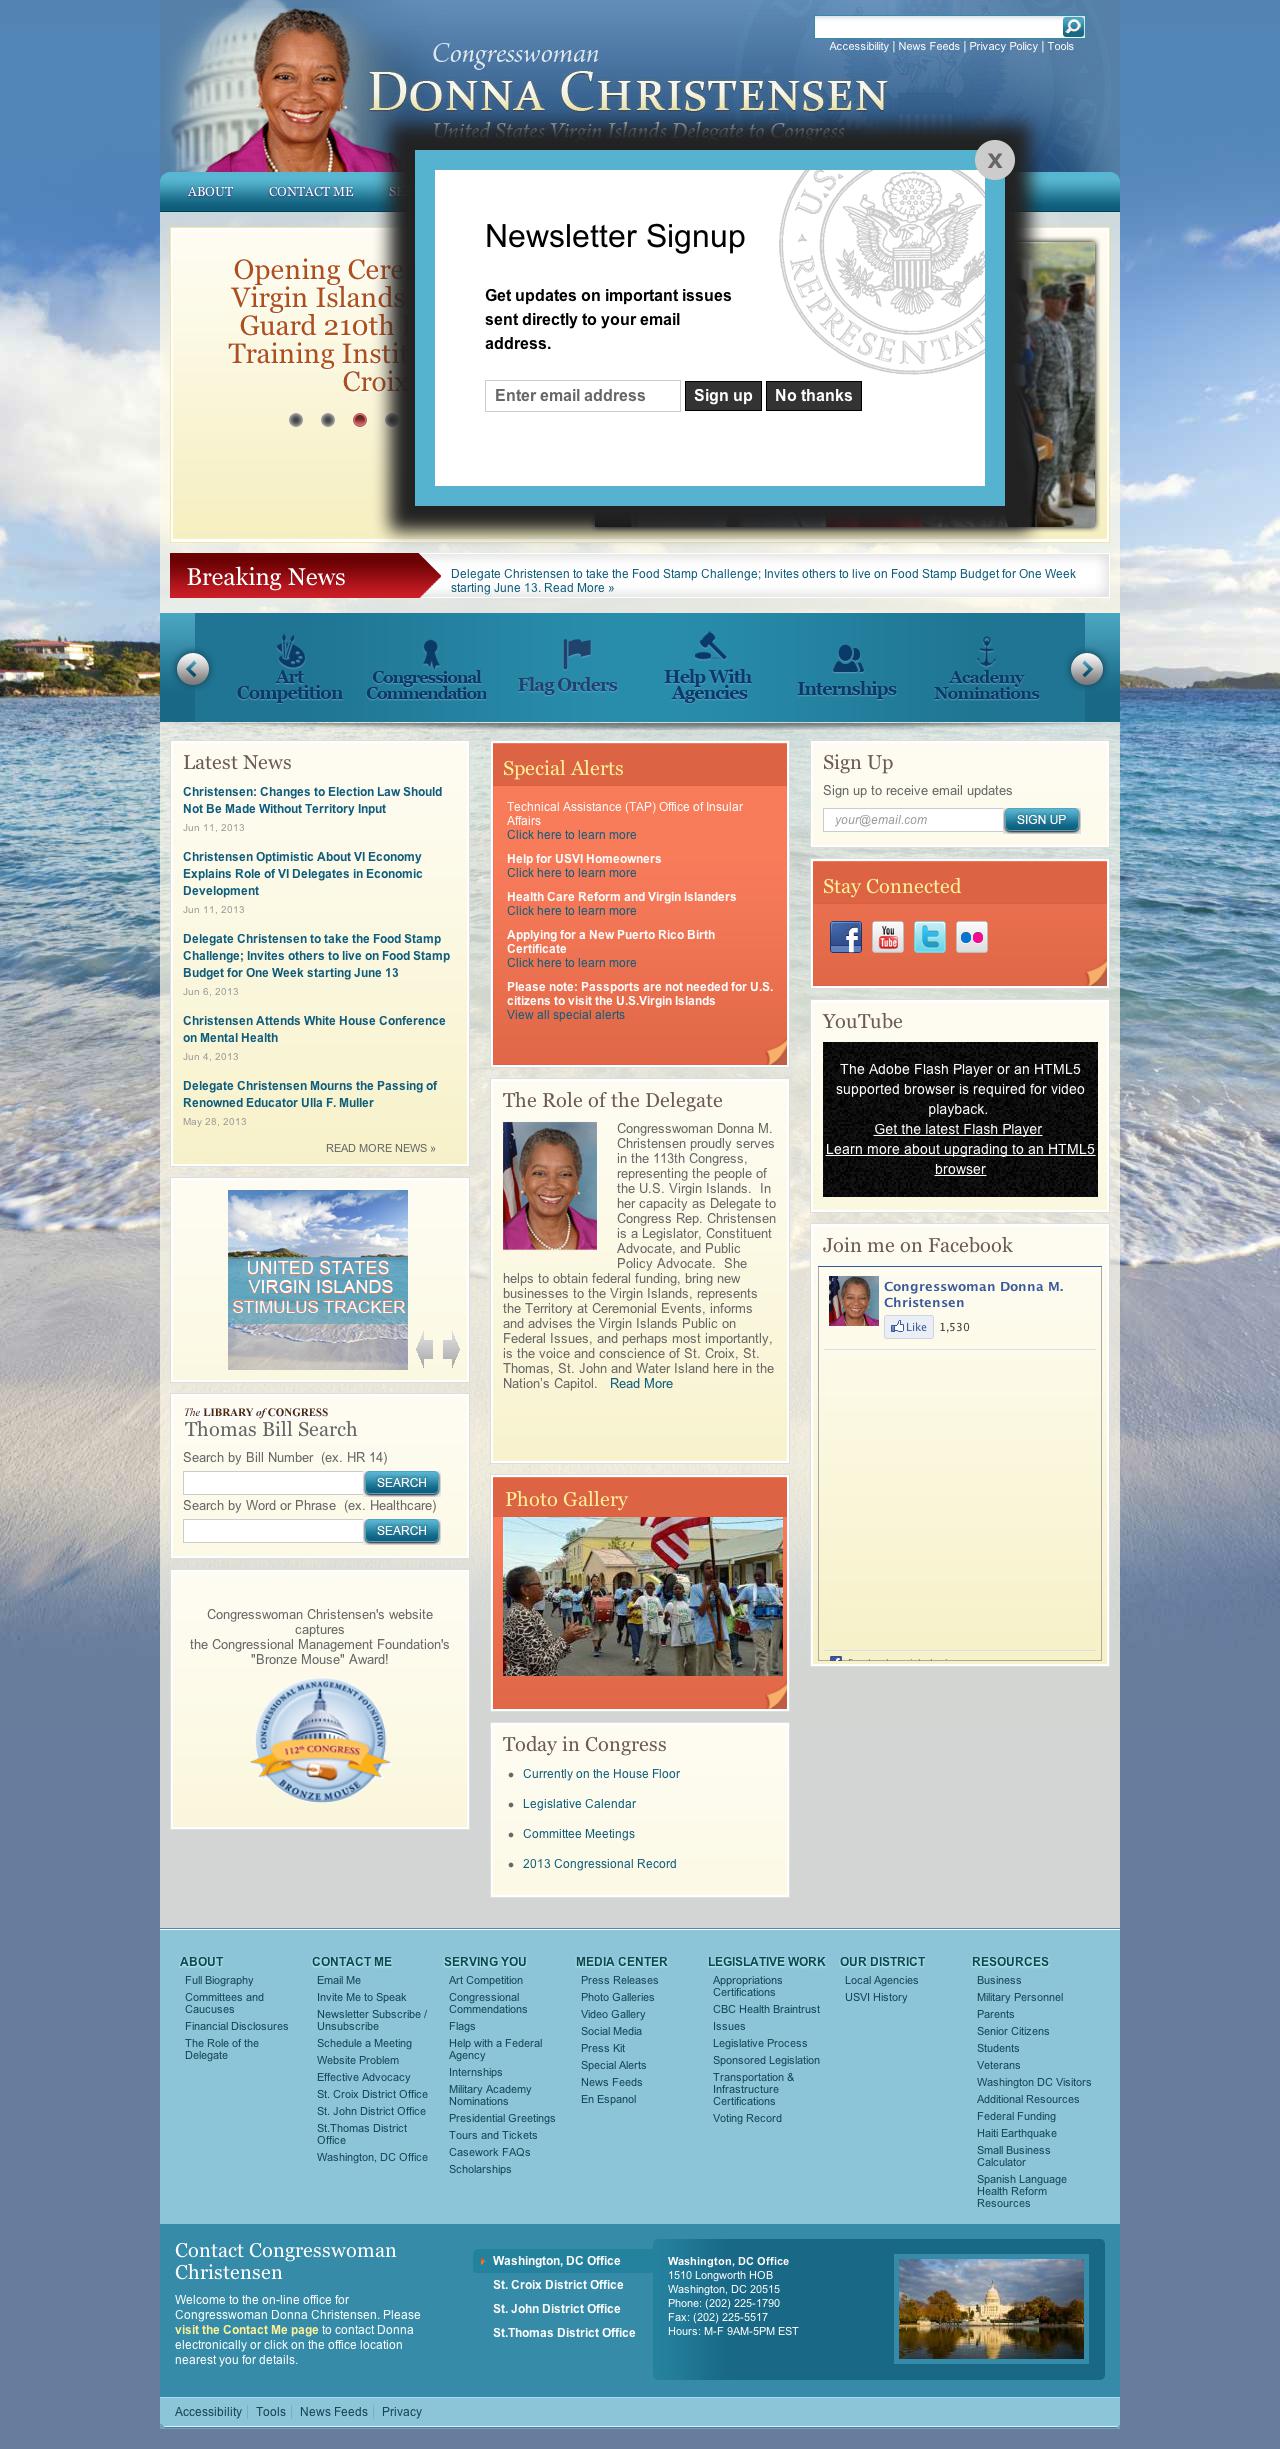 Congresswoman
DONNA CHRISTENSEN
United States Virgin Islands Delegate to Congress
Accessibility | News Feeds | Privacy Policy | Tools
ABOUT
CONTACT ME
X
Newsletter Signup
Get updates on important issues
sent directly to your email
address.
Enter email address
Sign up
No thanks
U.S.
REPRESENTAT
Opening Cere
Virgin Islands
Guard 210th
Training Insti
Croix
Breaking News
Delegate Christensen to take the Food Stamp Challenge; Invites others to live on Food Stamp Budget for One Week
starting June 13. Read More »
Art
Competition
Congressional
Commendation
Flag Orders
Help With
Agencies
Internships
Academy
Nominations
Latest News
Christensen: Changes to Election Law Should
Not Be Made Without Territory Input
Jun 11, 2013
Christensen Optimistic About VI Economy
Explains Role of VI Delegates in Economic
Development
Jun 11, 2013
Delegate Christensen to take the Food Stamp
Challenge; Invites others to live on Food Stamp
Budget for One Week starting June 13
Jun 6, 2013
Christensen Attends White House Conference
on Mental Health
Jun 4, 2013
Delegate Christensen Mourns the Passing of
Renowned Educator Ulla F. Muller
May 28, 2013
READ MORE NEWS »
UNITED STATES
VIRGIN ISLANDS
STIMULUS TRACKER
The LIBRARY of CONGRESS
Thomas Bill Search
Search by Bill Number (ex. HR 14)
SEARCH
Search by Word or Phrase (ex. Healthcare)
SEARCH
Congresswoman Christensen's website
captures
the Congressional Management Foundation's
"Bronze Mouse" Award!
CONGRESSIONAL MANAGEMENT FOUNDATION
112th CONGRESS
BRONZE MOUSE
Special Alerts
Technical Assistance (TAP) Office of Insular
Affairs
Click here to learn more
Help for USVI Homeowners
Click here to learn more
Health Care Reform and Virgin Islanders
Click here to learn more
Applying for a New Puerto Rico Birth
Certificate
Click here to learn more
Please note: Passports are not needed for U.S.
citizens to visit the U.S.Virgin Islands
View all special alerts
The Role of the Delegate
Congresswoman Donna M.
Christensen proudly serves
in the 113th Congress,
representing the people of
the U.S. Virgin Islands. In
her capacity as Delegate to
Congress Rep. Christensen
is a Legislator, Constituent
Advocate, and Public
Policy Advocate. She
helps to obtain federal funding, bring new
businesses to the Virgin Islands, represents
the Territory at Ceremonial Events, informs
and advises the Virgin Islands Public on
Federal Issues, and perhaps most importantly,
is the voice and conscience of St. Croix, St.
Thomas, St. John and Water Island here in the
Nation's Capitol. Read More
Photo Gallery
Today in Congress
Currently on the House Floor
Legislative Calendar
Committee Meetings
2013 Congressional Record
Sign Up
Sign up to receive email updates
your@email.com
SIGN UP
Stay Connected
f
You
Tube
t
YouTube
The Adobe Flash Player or an HTML5
supported browser is required for video
playback.
Get the latest Flash Player
Learn more about upgrading to an HTML5
browser
Join me on Facebook
Congresswoman Donna M.
Christensen
Like 1,530
ABOUT
Full Biography
Committees and
Caucuses
Financial Disclosures
The Role of the
Delegate
CONTACT ME
Email Me
Invite Me to Speak
Newsletter Subscribe /
Unsubscribe
Schedule a Meeting
Website Problem
Effective Advocacy
St. Croix District Office
St. John District Office
St.Thomas District
Office
Washington, DC Office
SERVING YOU
Art Competition
Congressional
Commendations
Flags
Help with a Federal
Agency
Internships
Military Academy
Nominations
Presidential Greetings
Tours and Tickets
Casework FAQs
Scholarships
MEDIA CENTER
Press Releases
Photo Galleries
Video Gallery
Social Media
Press Kit
Special Alerts
News Feeds
En Espanol
LEGISLATIVE WORK
Appropriations
Certifications
CBC Health Braintrust
Issues
Legislative Process
Sponsored Legislation
Transportation &
Infrastructure
Certifications
Voting Record
OUR DISTRICT
Local Agencies
USVI History
RESOURCES
Business
Military Personnel
Parents
Senior Citizens
Students
Veterans
Washington DC Visitors
Additional Resources
Federal Funding
Haiti Earthquake
Small Business
Calculator
Spanish Language
Health Reform
Resources
Contact Congresswoman
Christensen
Welcome to the on-line office for
Congresswoman Donna Christensen. Please
visit the Contact Me page to contact Donna
electronically or click on the office location
nearest you for details.
Washington, DC Office
St. Croix District Office
St. John District Office
St.Thomas District Office
Washington, DC Office
1510 Longworth HOB
Washington, DC 20515
Phone: (202) 225-1790
Fax: (202) 225-5517
Hours: M-F 9AM-5PM EST
Accessibility
Tools
News Feeds
Privacy